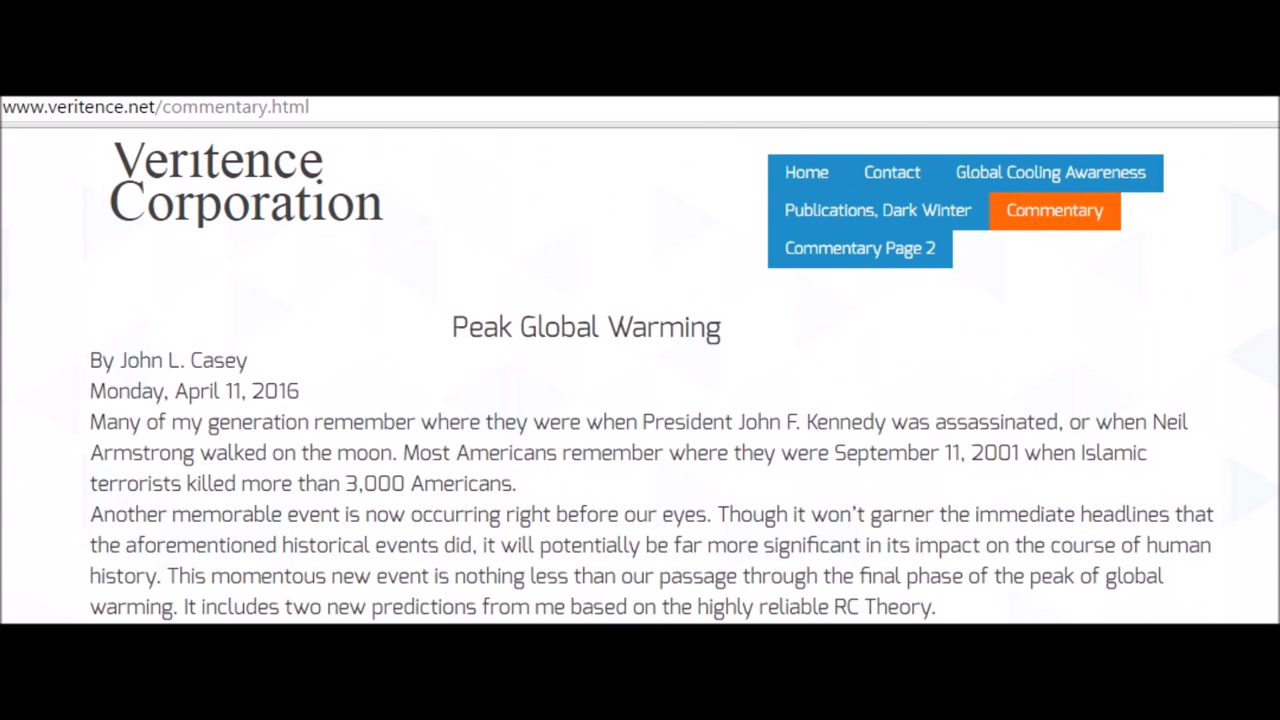 www.veritence.net/commentary.html
Veritence
Corporation
Home Contact Global Cooling Awareness
Publications, Dark Winter Commentary
Commentary Page 2
Peak Global Warming
By John L. Casey
Monday, April 11, 2016
Many of my generation remember where they were when President John F. Kennedy was assassinated, or when Neil
Armstrong walked on the moon. Most Americans remember where they were September 11, 2001 when Islamic
terrorists killed more than 3,000 Americans.
Another memorable event is now occurring right before our eyes. Though it won't garner the immediate headlines that
the aforementioned historical events did, it will potentially be far more significant in its impact on the course of human
history. This momentous new event is nothing less than our passage through the final phase of the peak of global
warming. It includes two new predictions from me based on the highly reliable RC Theory.